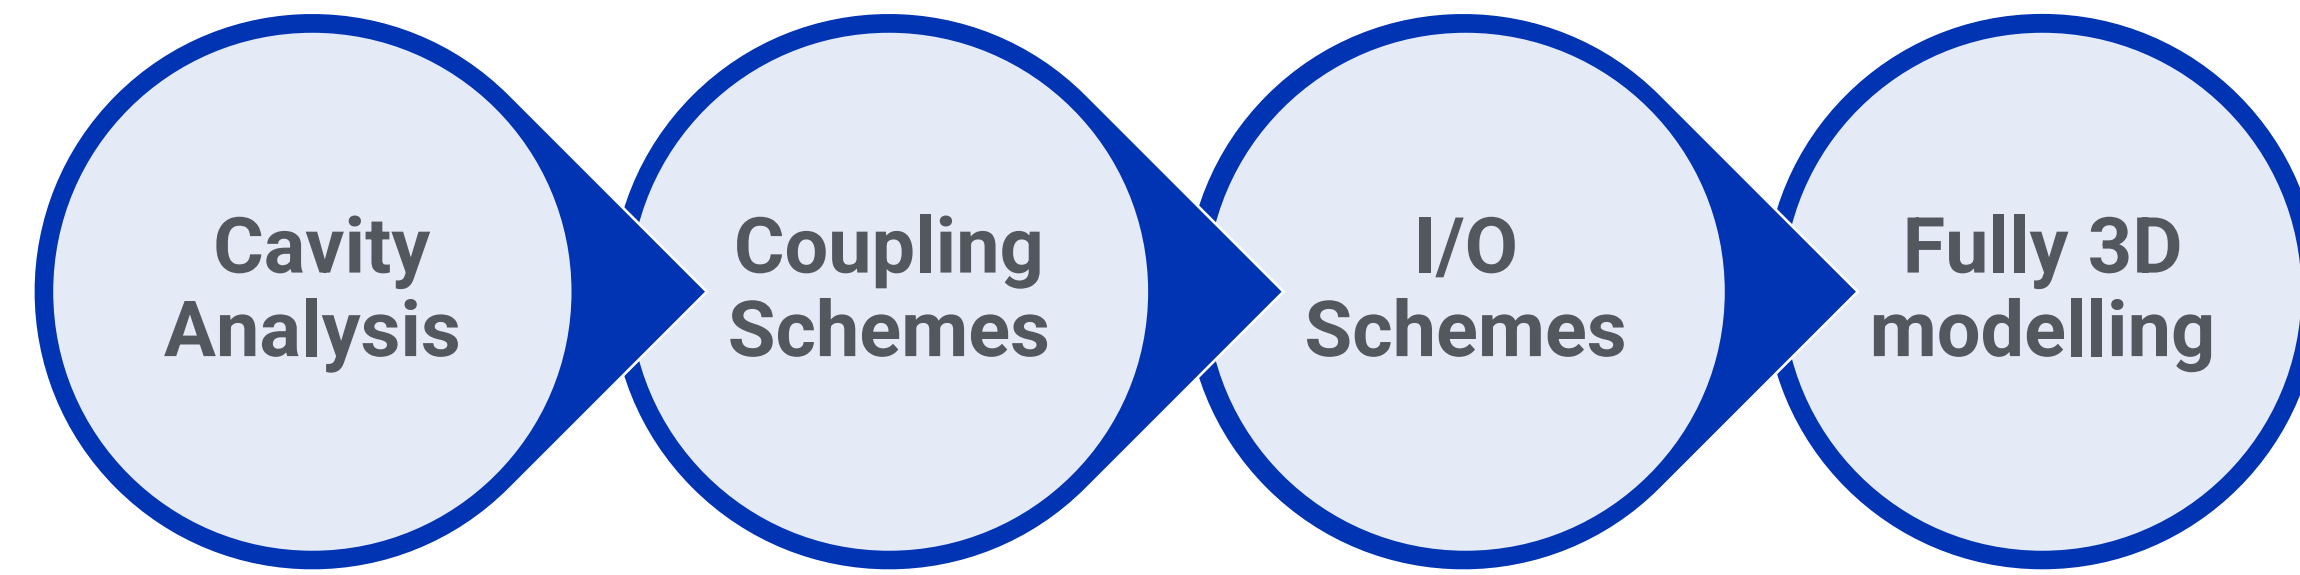 Cavity
Analysis
Coupling
Schemes
I/O
Schemes
Fully 3D
modelling